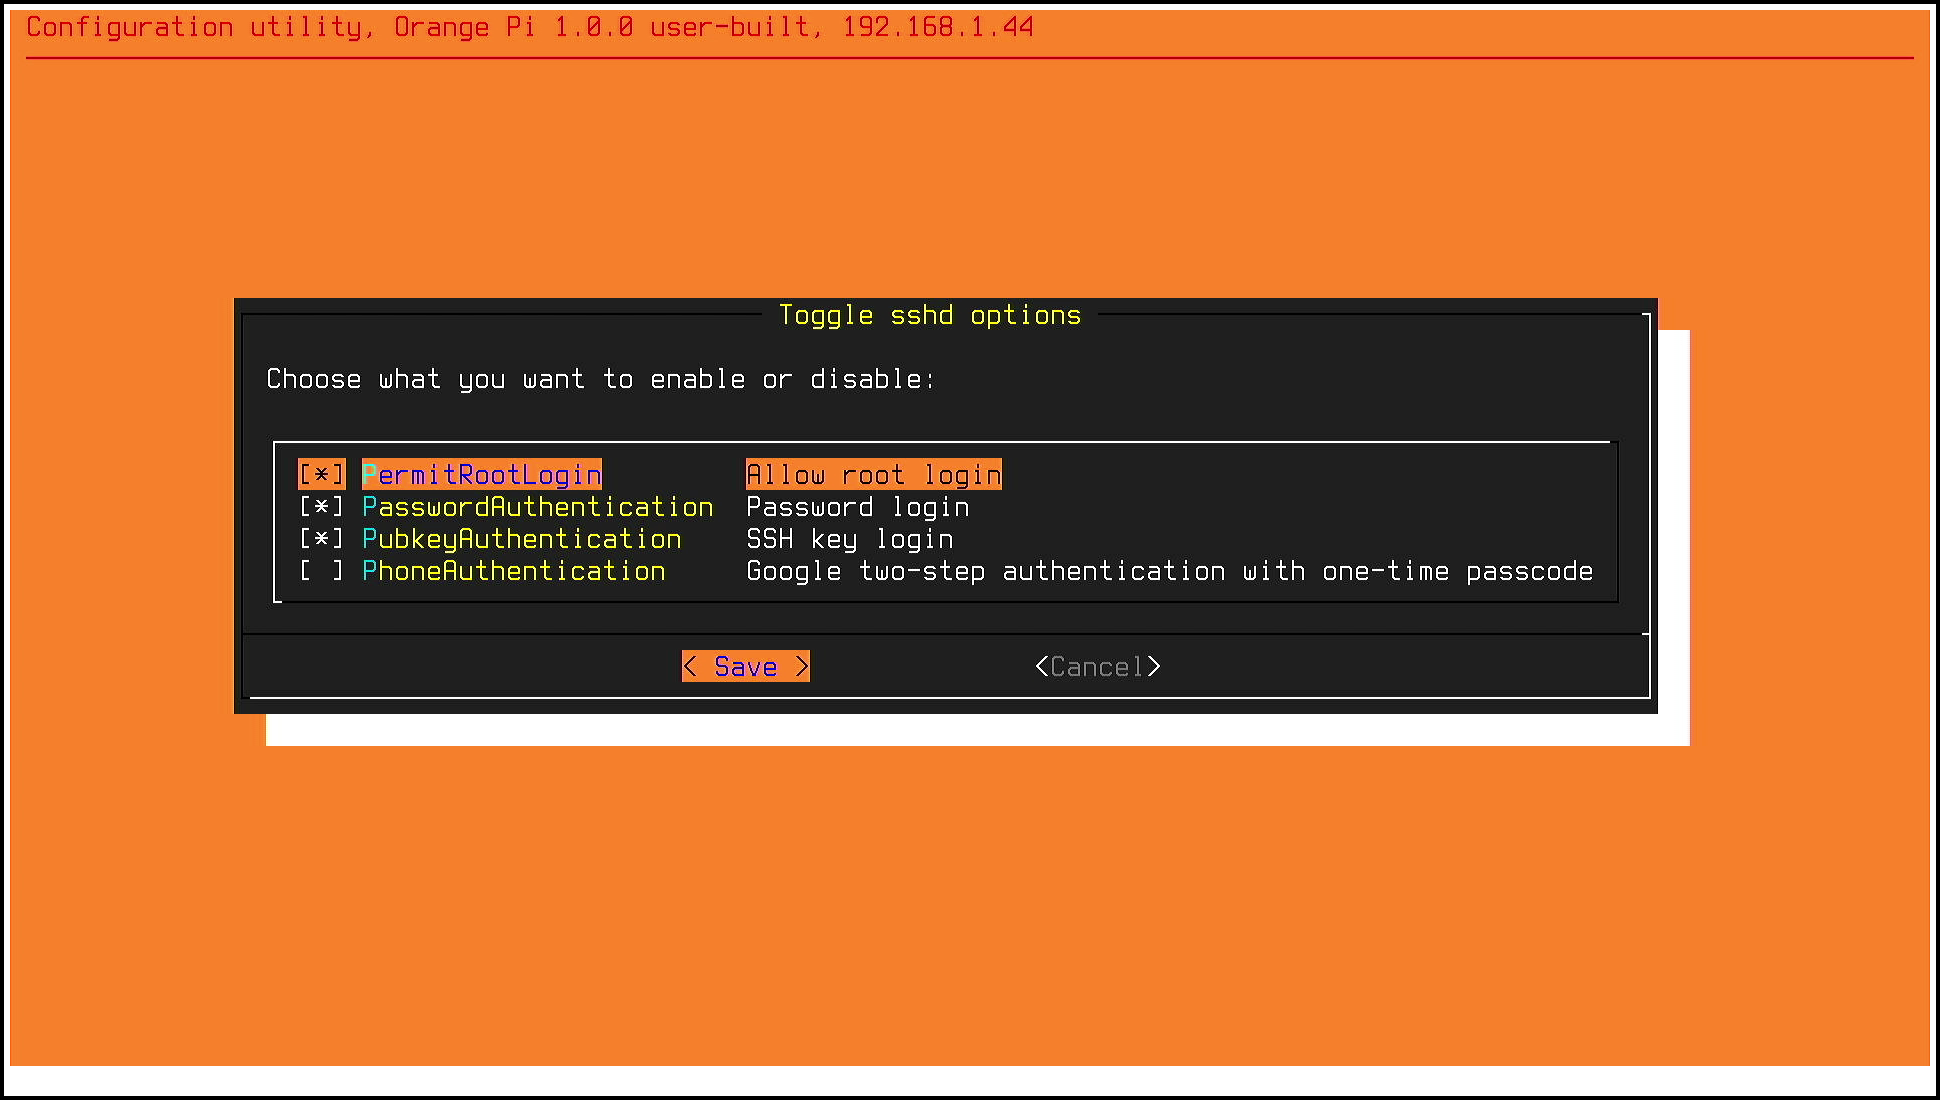 Configuration utility, Orange Pi 1.0.0 user-built, 192.168.1.44
Toggle sshd options
Choose what you want to enable or disable:
[*] PermitRootLogin Allow root login
[*] PasswordAuthentication Password login
[*] PubkeyAuthentication SSH key login
[ ] PhoneAuthentication Google two-step authentication with one-time passcode
< Save > <Cancel>